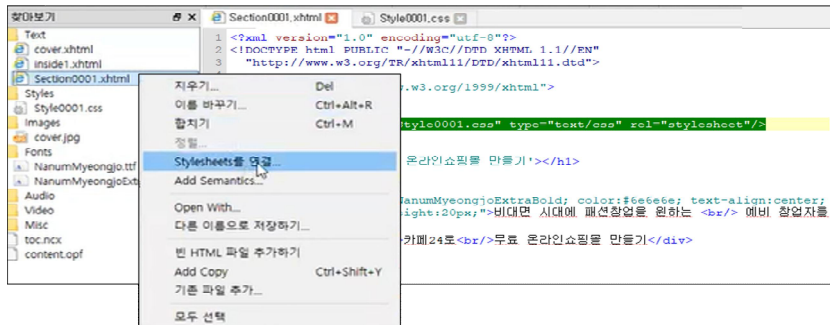 찾아보기
Section0001.xhtml
Style0001.css
Text
cover.xhtml
inside1.xhtml
Section0001.xhtml
Styles
Style0001.css
Images
cover.jpg
Fonts
NanumMyeongjo.ttf
NanumMyeongjoExt
Audio
Video
Misc
toc.ncx
content.opf
1 <?xml version="1.0" encoding="utf-8"?>
2 <!DOCTYPE html PUBLIC "-//W3C//DTD XHTML 1.1//EN"
3 "http://www.w3.org/TR/xhtml11/DTD/xhtml11.dtd">
.w3.org/1999/xhtml">
Style0001.css" type="text/css" rel="stylesheet"/>
온라인쇼핑몰 만들기'></h1>
NanumMyeongjoExtraBold; color:#6e6e6e; text-align:center;
ight:20px;">비대면 시대에 패션창업을 원하는 <br/> 예비 창업자를
>카페24로<br/>무료 온라인쇼핑몰 만들기</div>
지우기... Del
이름 바꾸기... Ctrl+Alt+R
합치기 Ctrl+M
정렬...
Stylesheets를 연결...
Add Semantics...
Open With...
다른 이름으로 저장하기...
빈 HTML 파일 추가하기
Add Copy Ctrl+Shift+Y
기존 파일 추가...
모두 선택